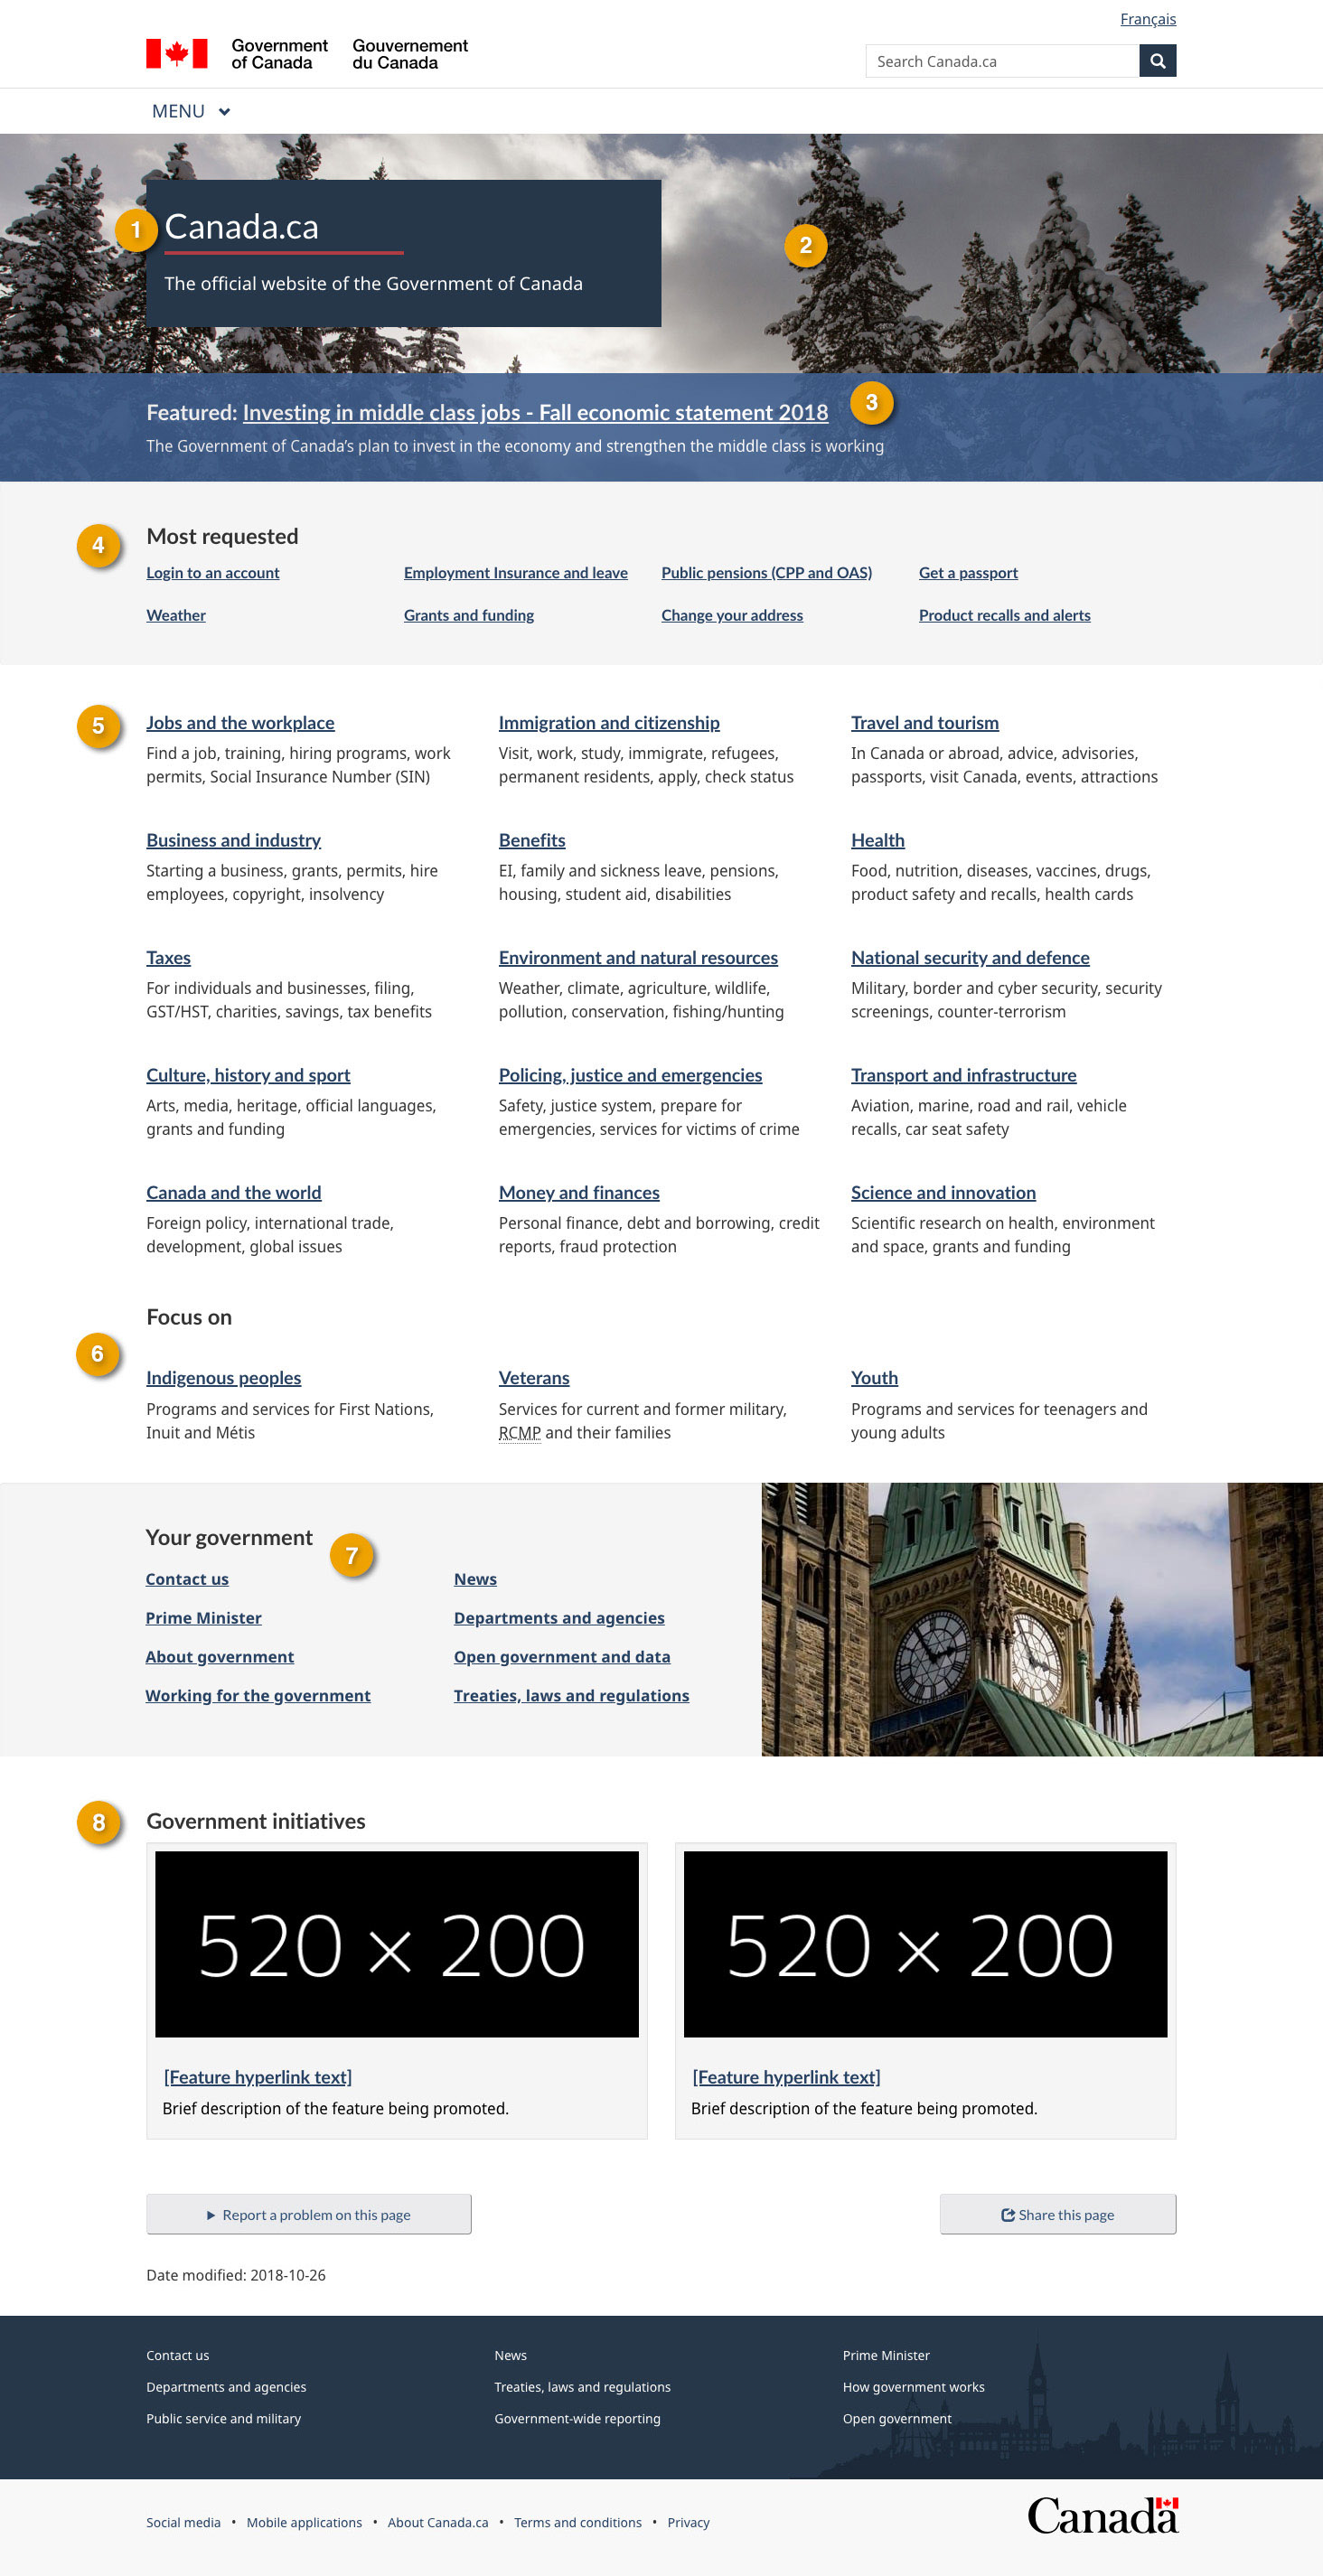 Français
Government of Canada
Gouvernement du Canada
Search Canada.ca
MENU
1
Canada.ca
The official website of the Government of Canada
2
Featured: Investing in middle class jobs - Fall economic statement 2018
3
The Government of Canada’s plan to invest in the economy and strengthen the middle class is working
4
Most requested
Login to an account
Employment Insurance and leave
Public pensions (CPP and OAS)
Get a passport
Weather
Grants and funding
Change your address
Product recalls and alerts
5
Jobs and the workplace
Find a job, training, hiring programs, work
permits, Social Insurance Number (SIN)
Immigration and citizenship
Visit, work, study, immigrate, refugees,
permanent residents, apply, check status
Travel and tourism
In Canada or abroad, advice, advisories,
passports, visit Canada, events, attractions
Business and industry
Starting a business, grants, permits, hire
employees, copyright, insolvency
Benefits
EI, family and sickness leave, pensions,
housing, student aid, disabilities
Health
Food, nutrition, diseases, vaccines, drugs,
product safety and recalls, health cards
Taxes
For individuals and businesses, filing,
GST/HST, charities, savings, tax benefits
Environment and natural resources
Weather, climate, agriculture, wildlife,
pollution, conservation, fishing/hunting
National security and defence
Military, border and cyber security, security
screenings, counter-terrorism
Culture, history and sport
Arts, media, heritage, official languages,
grants and funding
Policing, justice and emergencies
Safety, justice system, prepare for
emergencies, services for victims of crime
Transport and infrastructure
Aviation, marine, road and rail, vehicle
recalls, car seat safety
Canada and the world
Foreign policy, international trade,
development, global issues
Money and finances
Personal finance, debt and borrowing, credit
reports, fraud protection
Science and innovation
Scientific research on health, environment
and space, grants and funding
Focus on
6
Indigenous peoples
Programs and services for First Nations,
Inuit and Métis
Veterans
Services for current and former military,
RCMP and their families
Youth
Programs and services for teenagers and
young adults
Your government
7
Contact us
News
Prime Minister
Departments and agencies
About government
Open government and data
Working for the government
Treaties, laws and regulations
8
Government initiatives
520 × 200
520 × 200
[Feature hyperlink text]
Brief description of the feature being promoted.
[Feature hyperlink text]
Brief description of the feature being promoted.
Report a problem on this page
Share this page
Date modified: 2018-10-26
Contact us
News
Prime Minister
Departments and agencies
Treaties, laws and regulations
How government works
Public service and military
Government-wide reporting
Open government
Social media • Mobile applications • About Canada.ca • Terms and conditions • Privacy
Canada